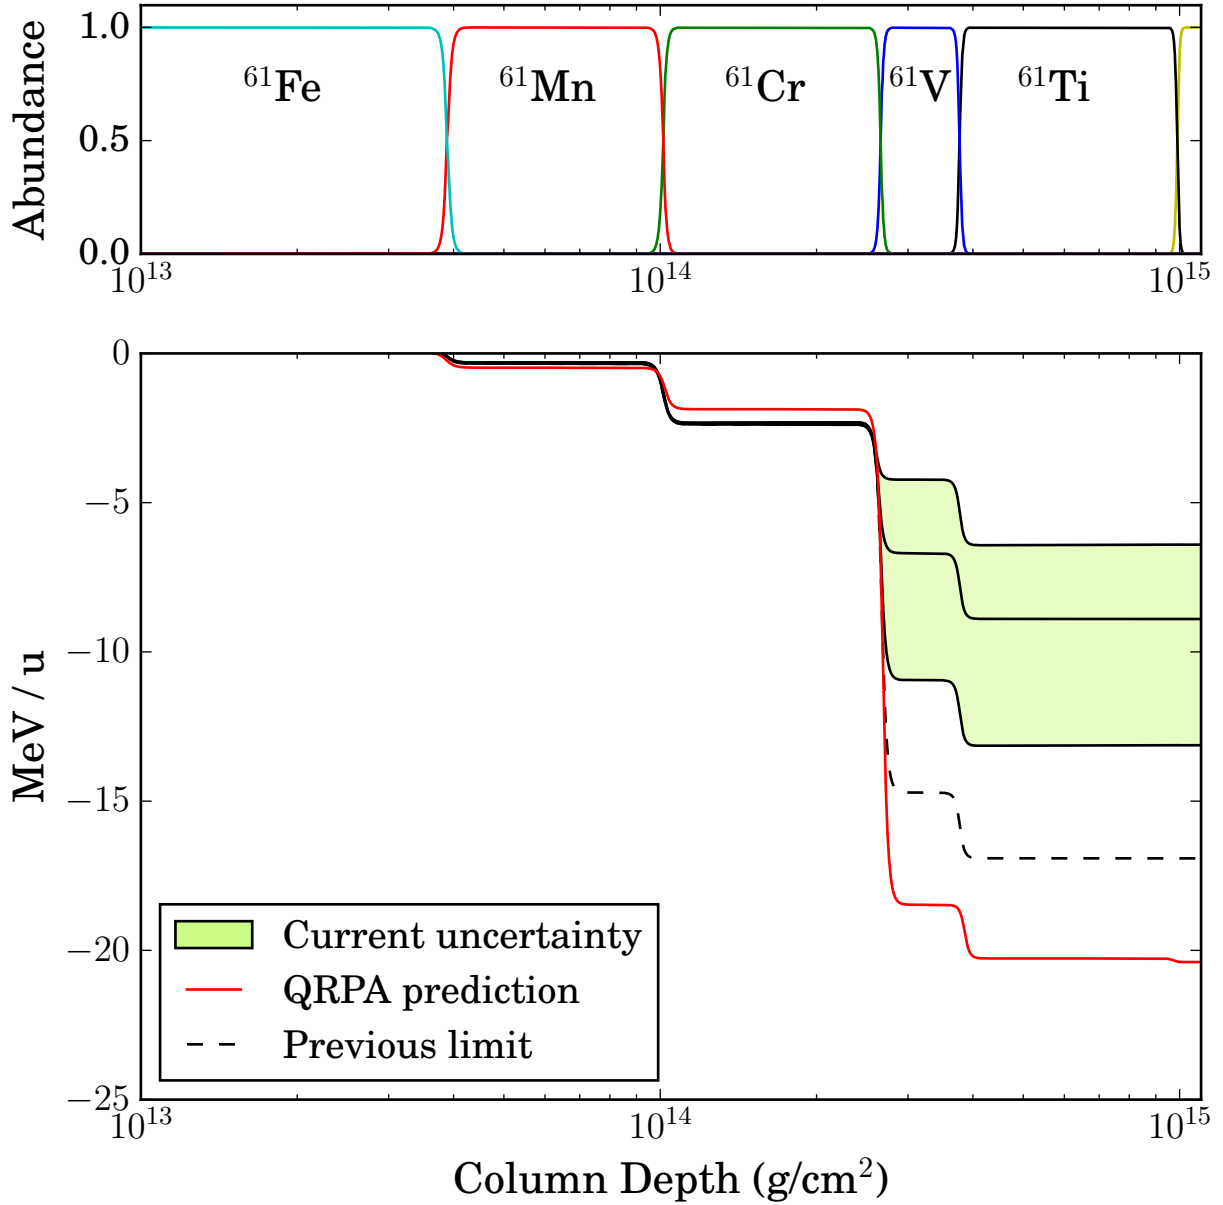 Abundance
1.0
0.5
0.0
⁶¹Fe
⁶¹Mn
⁶¹Cr
⁶¹V
⁶¹Ti
10¹³
10¹⁴
10¹⁵
MeV / u
0
−5
−10
−15
−20
−25
Current uncertainty
QRPA prediction
Previous limit
10¹³
10¹⁴
10¹⁵
Column Depth (g/cm²)